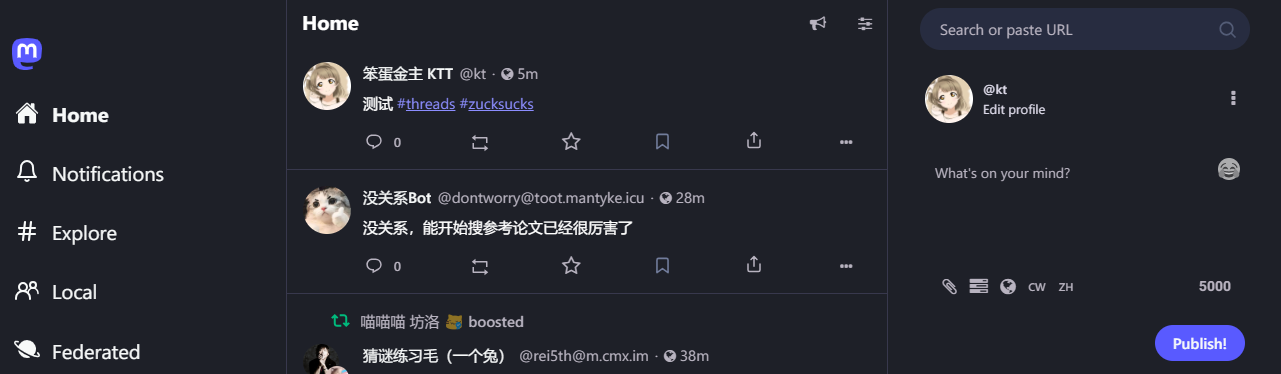 Home
Notifications
Explore
Local
Federated
Home
笨蛋金主 KTT @kt · 5m
测试 #threads #zucksucks
0
没关系Bot @dontworry@toot.mantyke.icu · 28m
没关系，能开始搜参考论文已经很厉害了
0
喵喵喵 坊洛 boosted
猜谜练习毛（一个兔） @rei5th@m.cmx.im · 38m
Search or paste URL
@kt
Edit profile
What's on your mind?
CW ZH 5000
Publish!